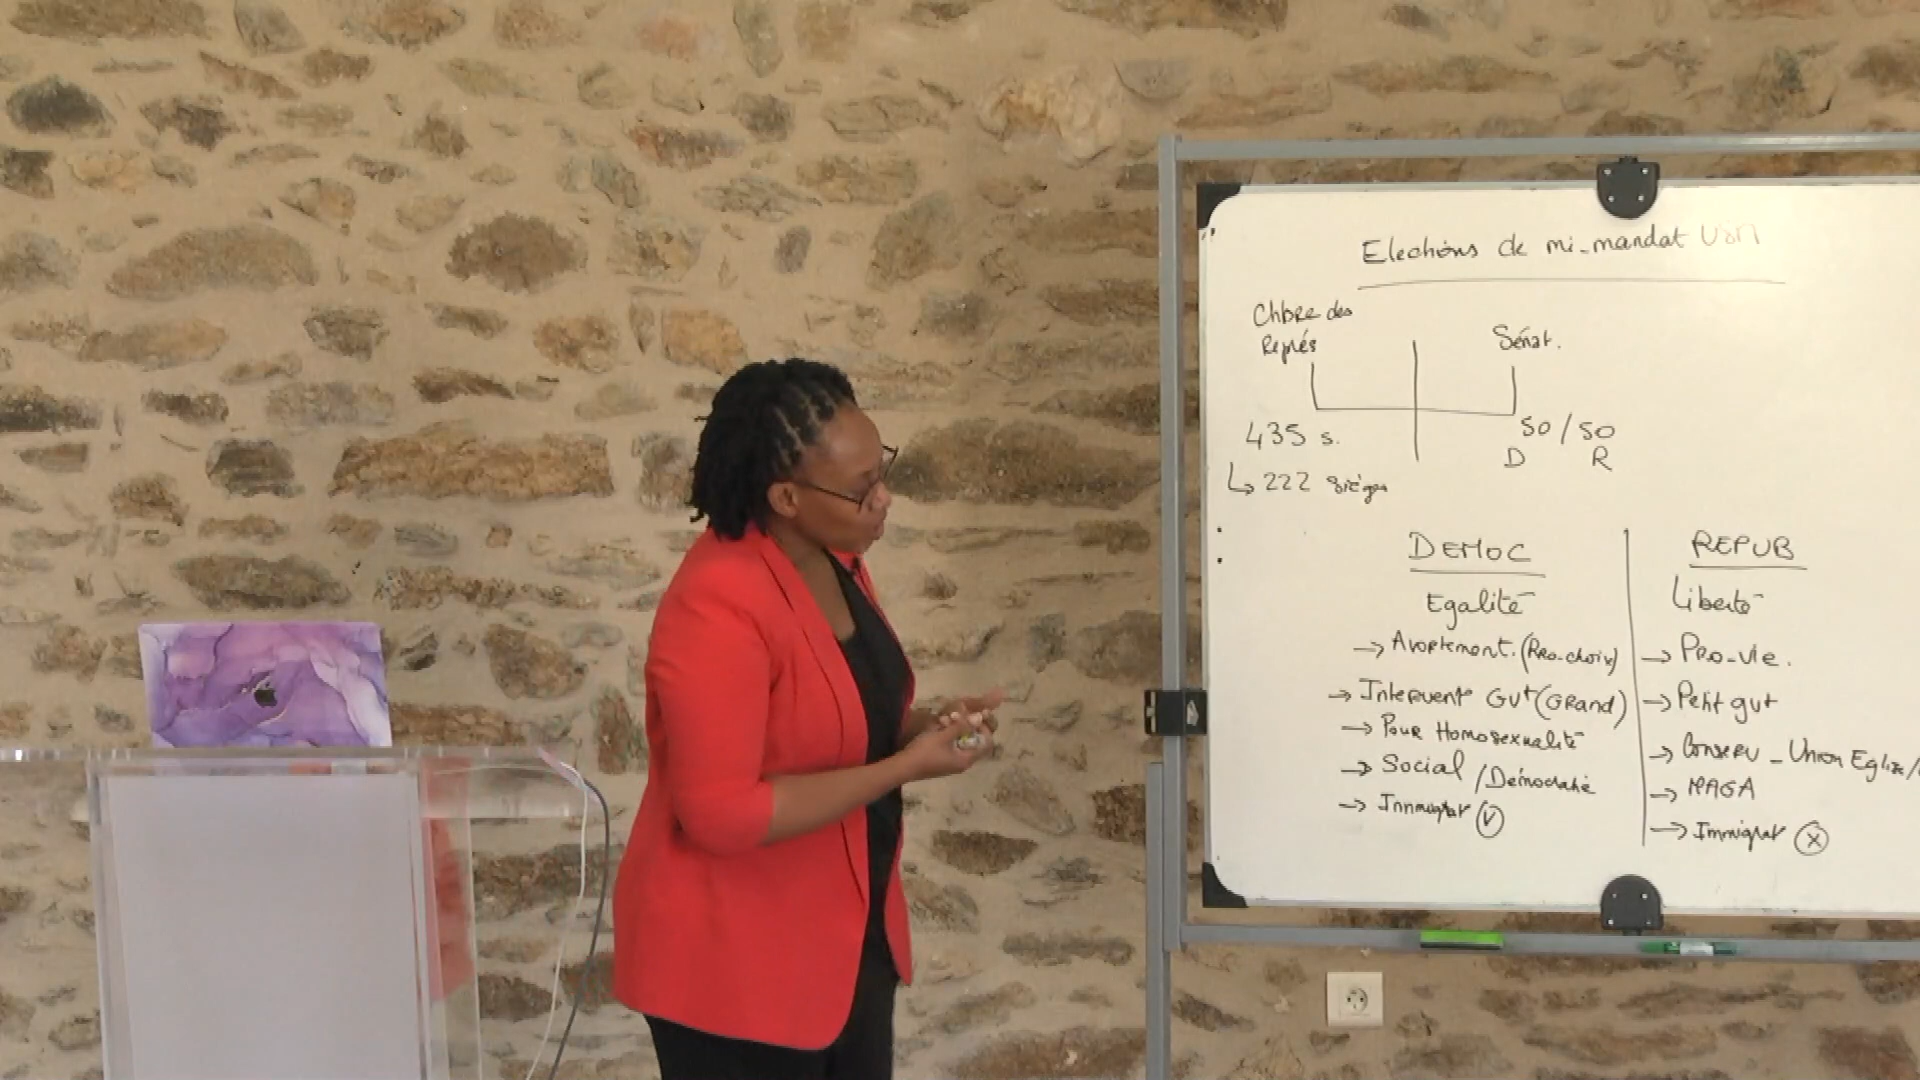 Elections de mi-mandat USA
Chbre des
Représ
Sénat.
435 s.
50 / 50
D R
↳ 222 sièges
DEMOC
Egalité
→ Avortement. (Pro-choix)
→ Intervent° Gvt (Grand)
→ Pour Homosexualité
→ Social / Démocratie
→ Immigrat° (V)
REPUB
Liberté
→ Pro-vie.
→ Petit gvt
→ Conserv - Union Eglise/
→ MAGA
→ Immigrat° (X)